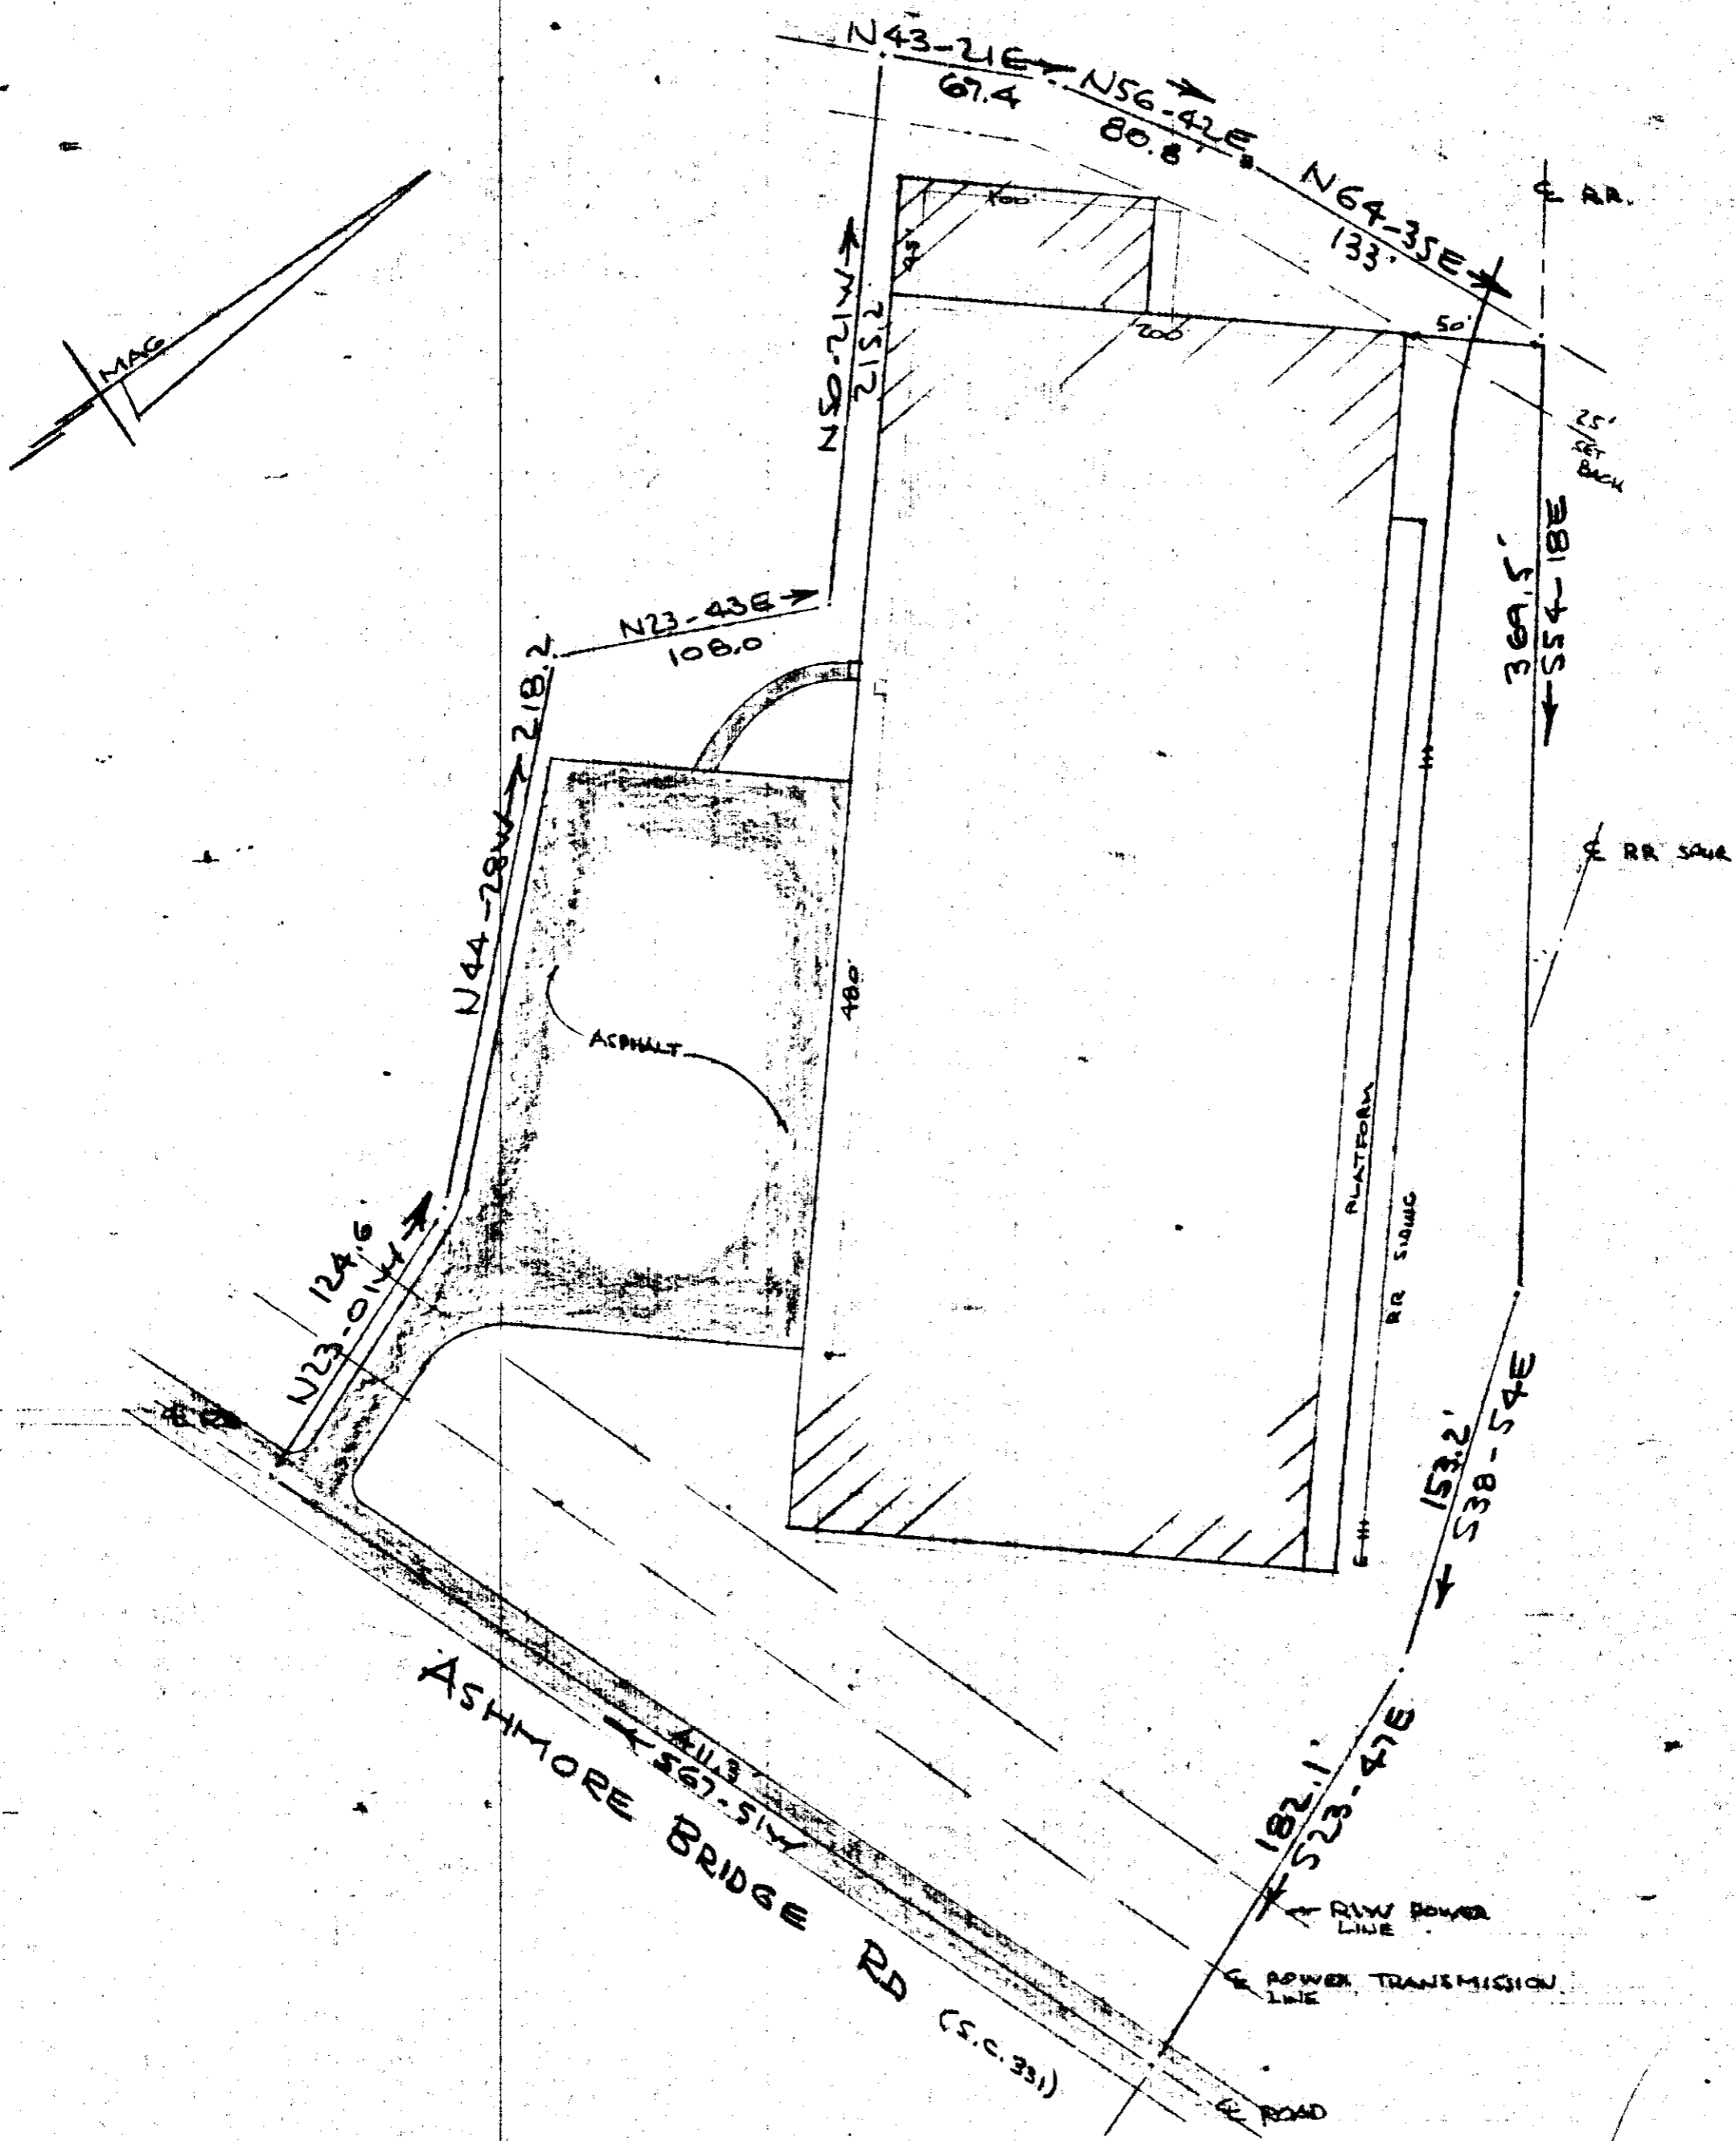 N43-21E
67.4
N56-42E
80.8'
N64-35E
133'
℄ RR.
MAG
100'
45'
N50-21W
215.2
200
50'
25'
SET
BACK
369.5'
S54-18E
N23-43E
108.0
218.2
N44-28W
℄ RR SPUR
480'
ASPHALT
PLATFORM
RR SIDING
124.6'
N23-01W
153.2'
S38-54E
411.3'
S67-51W
ASHMORE BRIDGE RD (S.C. 331)
182.1'
S23-47E
R/W POWER
LINE
℄ POWER TRANSMISSION
LINE
℄ ROAD